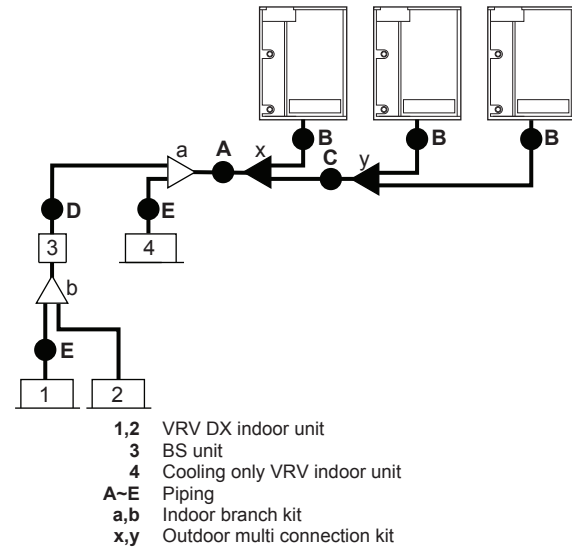 B
B
B
a
A
x
C
y
D
E
3
4
b
E
1
2
1,2 VRV DX indoor unit
3 BS unit
4 Cooling only VRV indoor unit
A~E Piping
a,b Indoor branch kit
x,y Outdoor multi connection kit